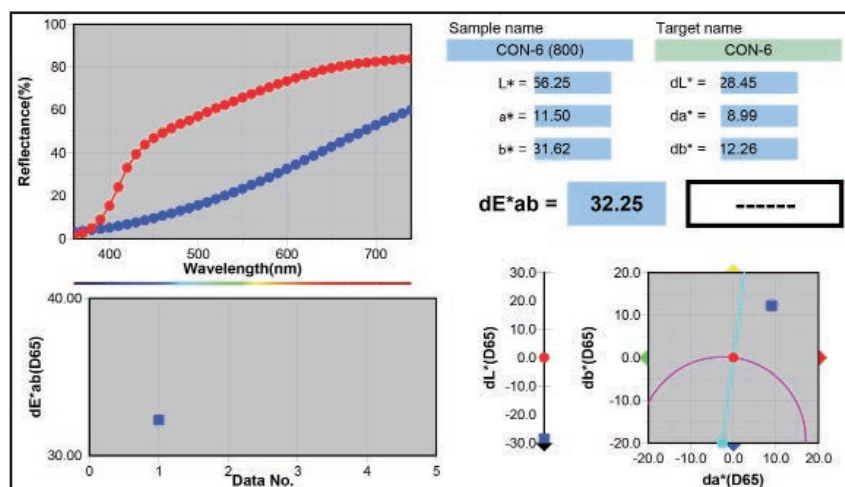 Sample name
Target name
CON-6 (800)
CON-6
L* = 56.25
dL* = 28.45
a* = 11.50
da* = 8.99
b* = 31.62
db* = 12.26
dE*ab = 32.25
------
Reflectance(%)
100
80
60
40
20
0
400 500 600 700
Wavelength(nm)
dE*ab(D65)
40.00
30.00
0 1 2 3 4 5
Data No.
dL*(D65)
30.0
20.0
10.0
0.0
-10.0
-20.0
-30.0
db*(D65)
20.0
10.0
0.0
-10.0
-20.0
-20.0 -10.0 0.0 10.0 20.0
da*(D65)